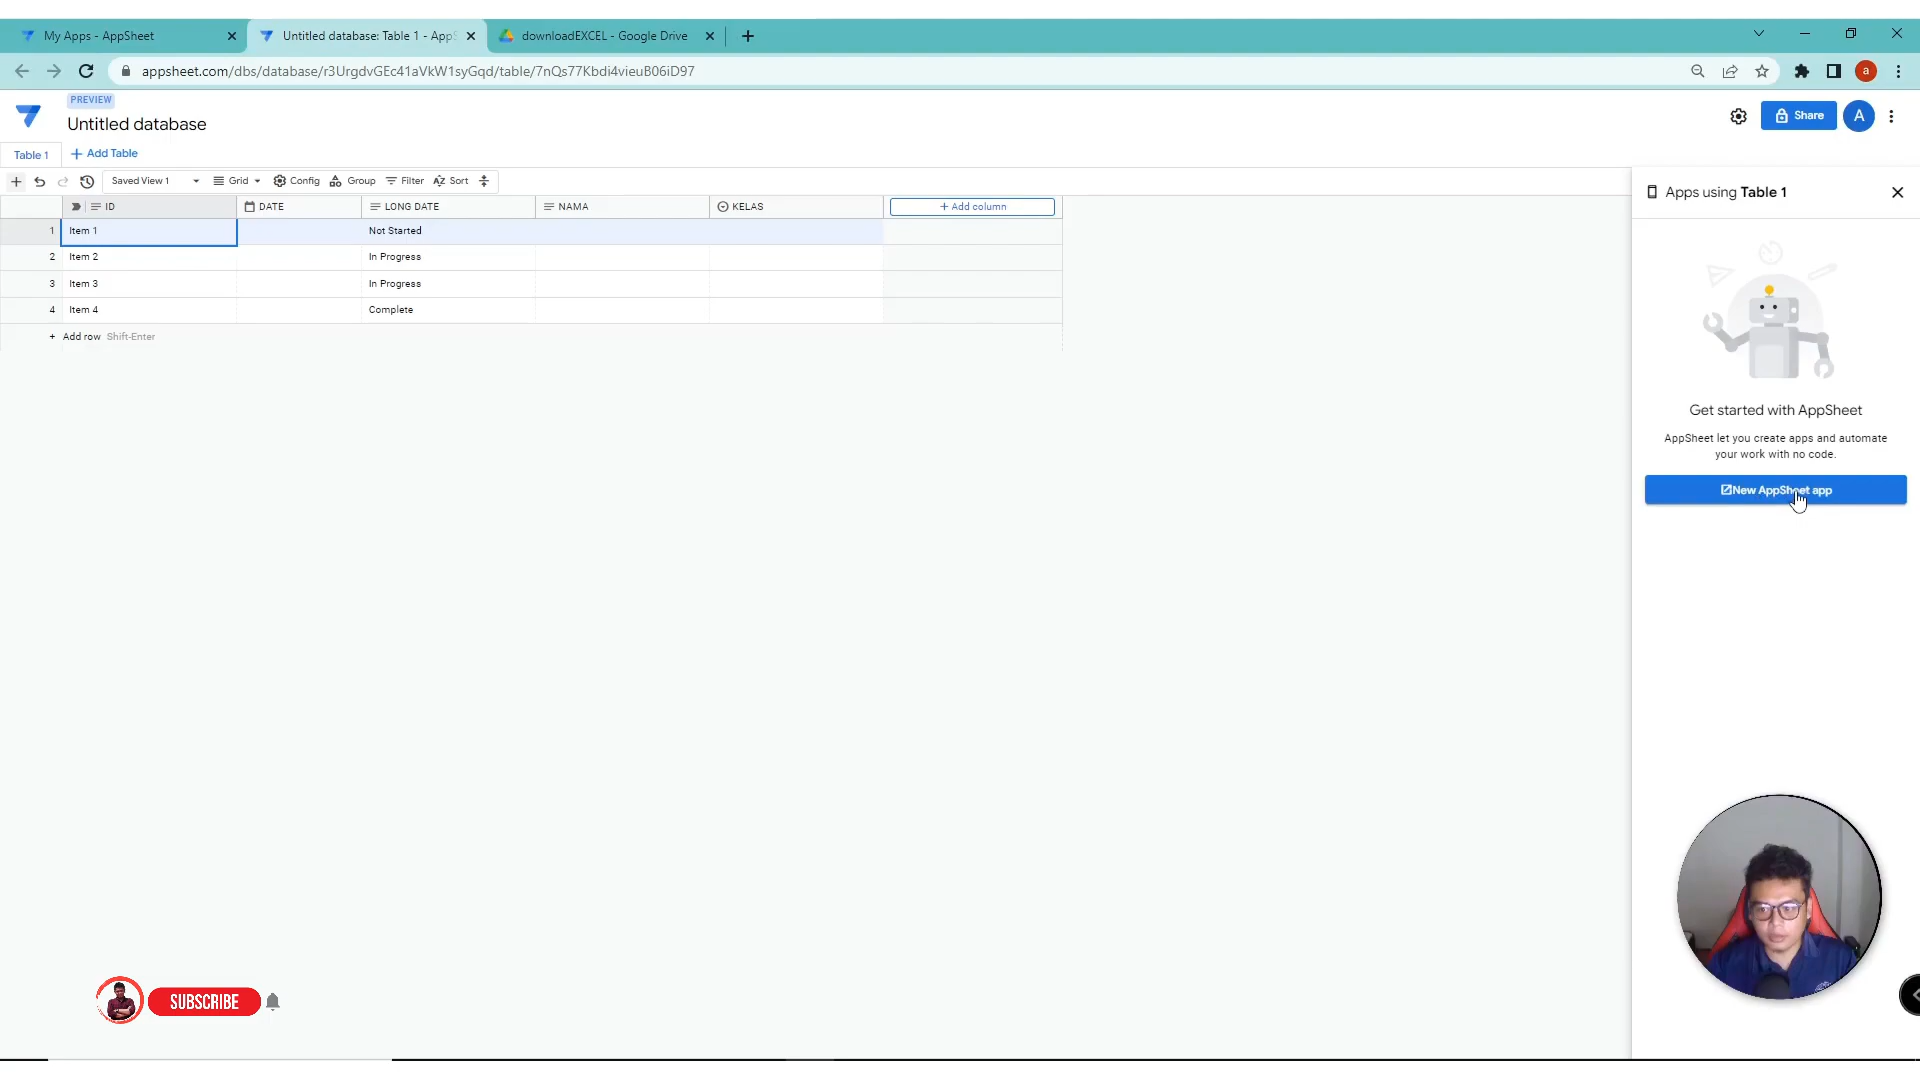 My Apps - AppSheet
Untitled database: Table 1 - AppS
downloadEXCEL - Google Drive
appsheet.com/dbs/database/r3UrgdvGEc41aVkW1syGqd/table/7nQs77Kbdi4vieuB06iD97
a
PREVIEW
Untitled database
Share
A
Table 1
Add Table
Saved View 1
Grid
Config
Group
Filter
Sort
Apps using Table 1
ID
DATE
LONG DATE
NAMA
KELAS
+ Add column
1 Item 1 Not Started
2 Item 2 In Progress
3 Item 3 In Progress
4 Item 4 Complete
+ Add row Shift-Enter
Get started with AppSheet
AppSheet let you create apps and automate
your work with no code.
New AppSheet app
SUBSCRIBE